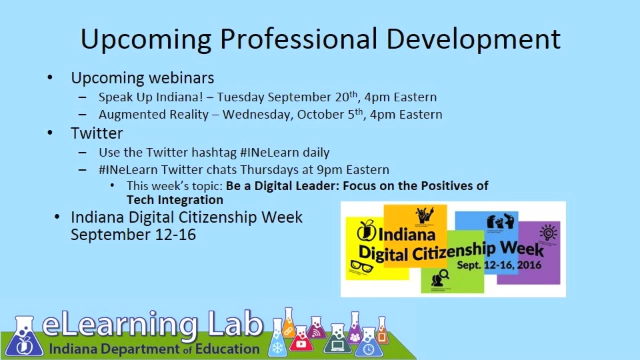 Upcoming Professional Development
• Upcoming webinars
– Speak Up Indiana! – Tuesday September 20th, 4pm Eastern
– Augmented Reality – Wednesday, October 5th, 4pm Eastern
• Twitter
– Use the Twitter hashtag #INeLearn daily
– #INeLearn Twitter chats Thursdays at 9pm Eastern
• This week's topic: Be a Digital Leader: Focus on the Positives of
Tech Integration
• Indiana Digital Citizenship Week
September 12-16
Indiana
Digital Citizenship Week
Sept. 12-16, 2016
eLearning Lab
Indiana Department of Education